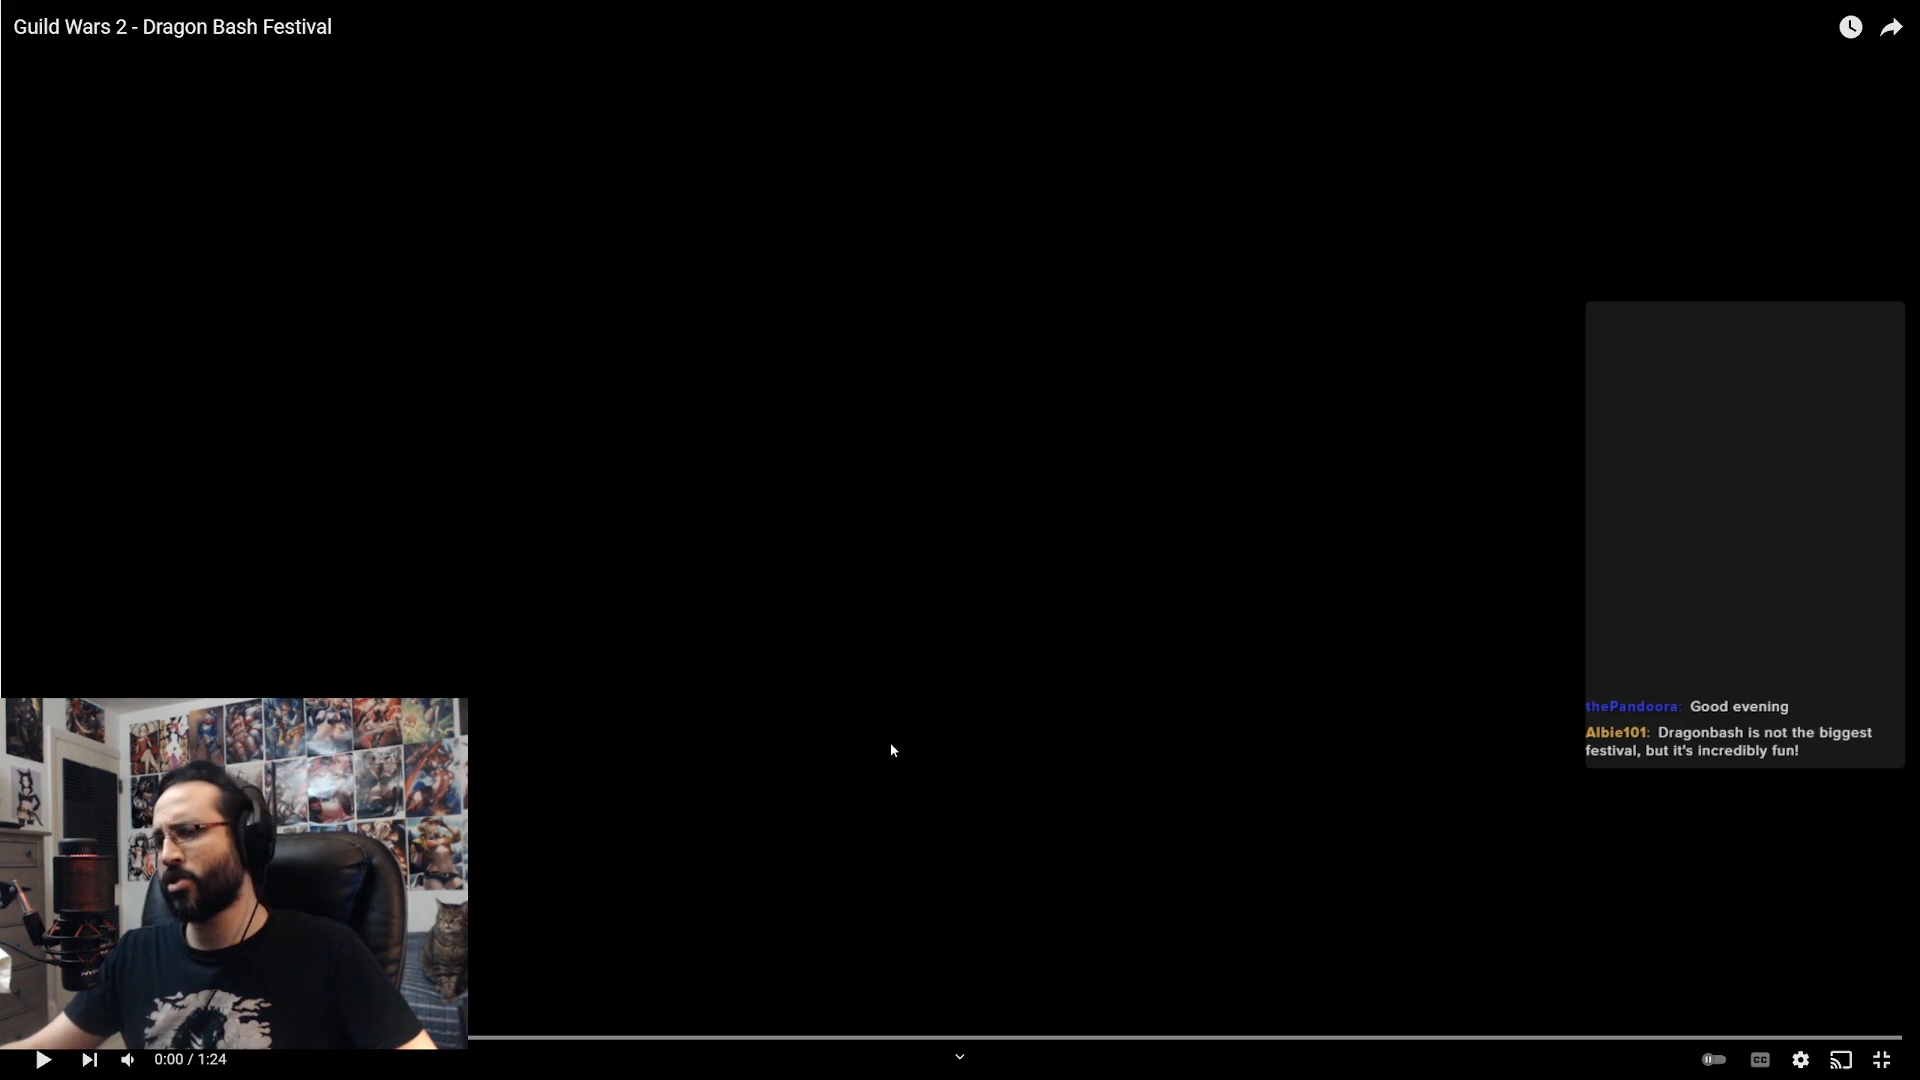 Guild Wars 2 - Dragon Bash Festival
thePandoora: Good evening
Albie101: Dragonbash is not the biggest
festival, but it's incredibly fun!
0:00 / 1:24
CC